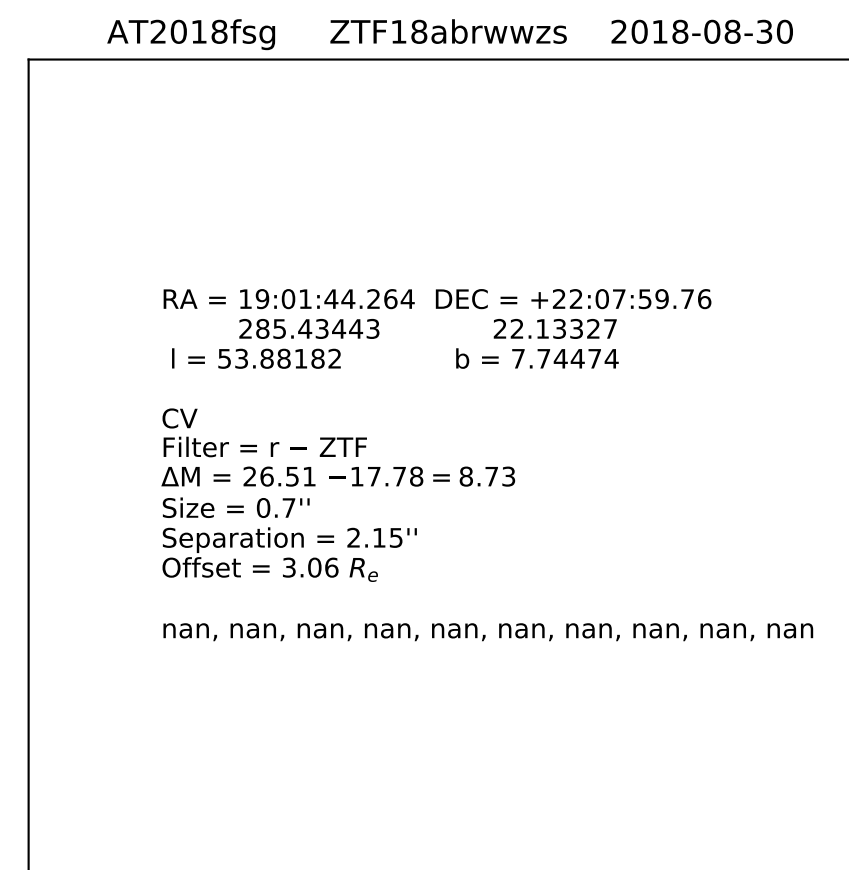 AT2018fsg ZTF18abrwwzs 2018-08-30
RA = 19:01:44.264 DEC = +22:07:59.76
285.43443 22.13327
l = 53.88182 b = 7.74474
CV
Filter = r − ZTF
ΔM = 26.51 −17.78 = 8.73
Size = 0.7''
Separation = 2.15''
Offset = 3.06 Re
nan, nan, nan, nan, nan, nan, nan, nan, nan, nan